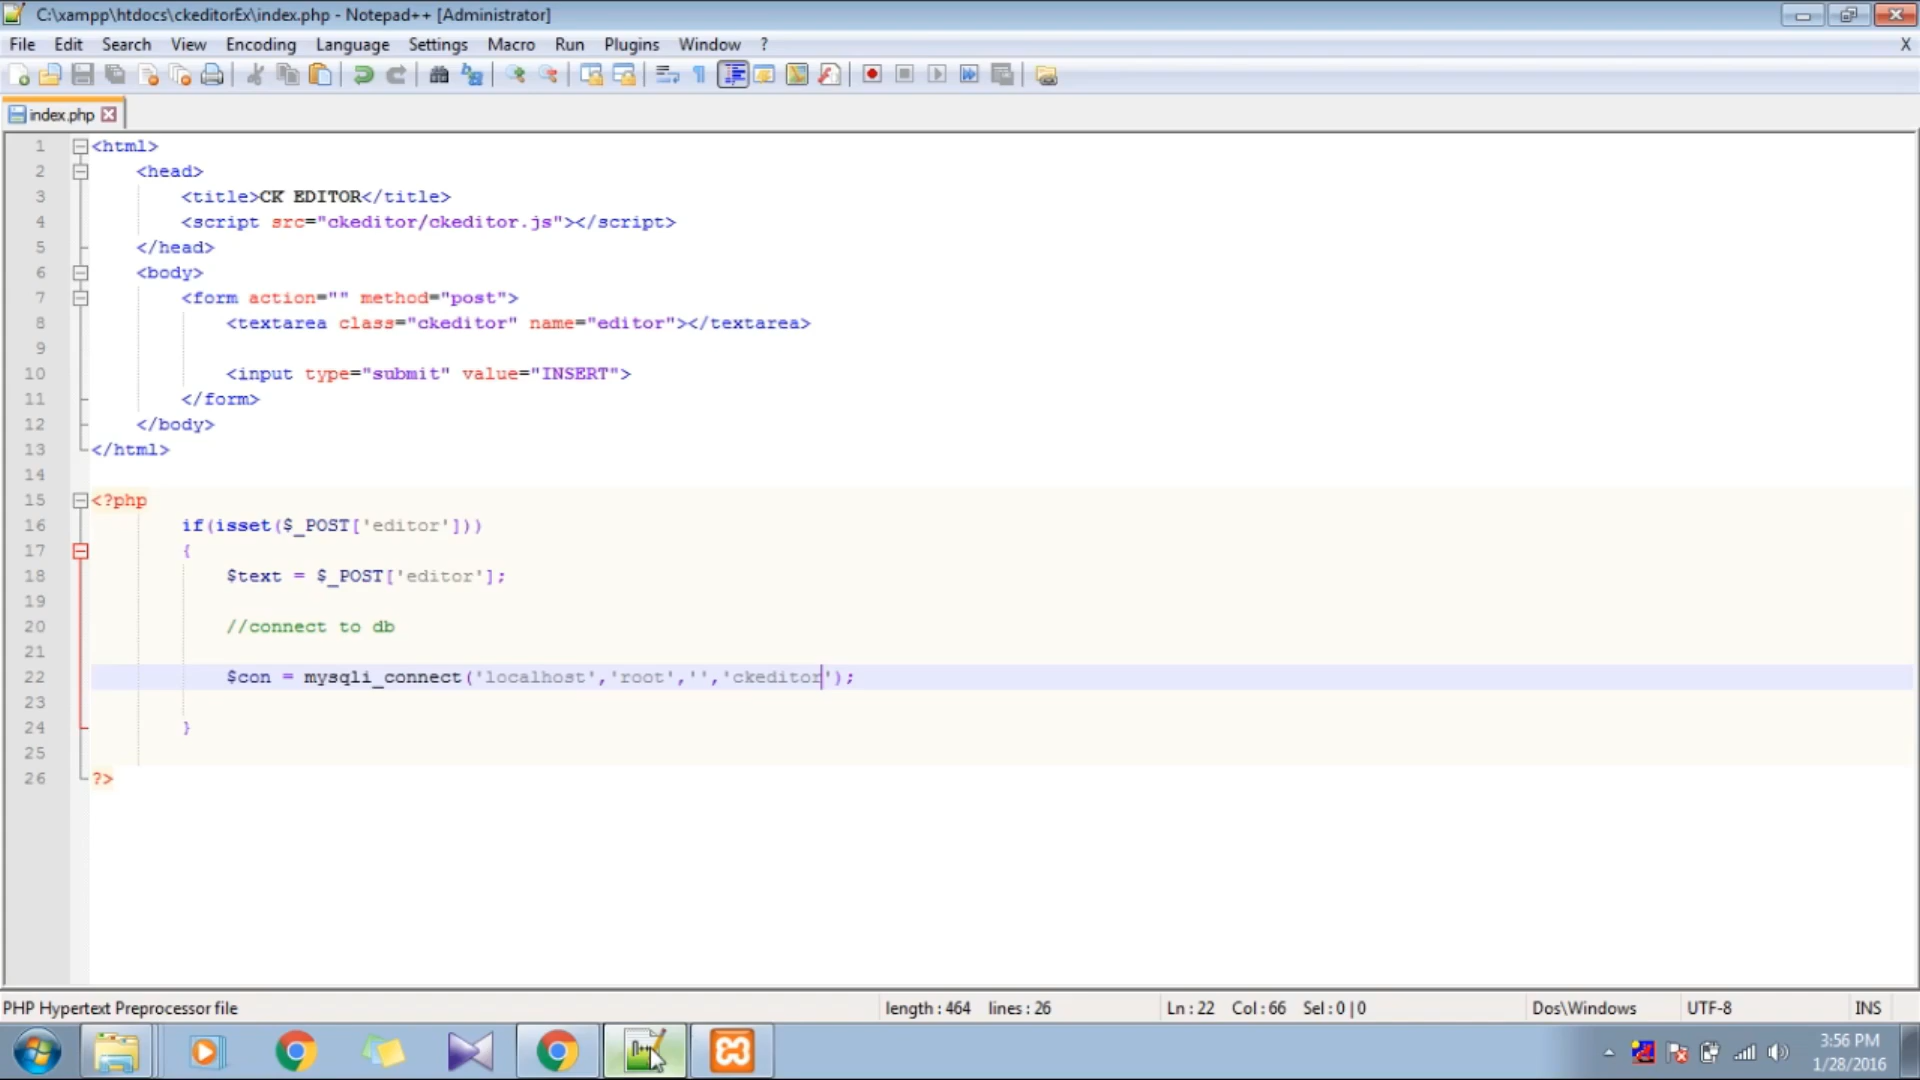 C:\xampp\htdocs\ckeditorEx\index.php - Notepad++ [Administrator]
File Edit Search View Encoding Language Settings Macro Run Plugins Window ? X
index.php
1 <html>
2 <head>
3 <title>CK EDITOR</title>
4 <script src="ckeditor/ckeditor.js"></script>
5 </head>
6 <body>
7 <form action="" method="post">
8 <textarea class="ckeditor" name="editor"></textarea>
9
10 <input type="submit" value="INSERT">
11 </form>
12 </body>
13 </html>
14
15 <?php
16 if(isset($_POST['editor']))
17 {
18 $text = $_POST['editor'];
19
20 //connect to db
21
22 $con = mysqli_connect('localhost','root','','ckeditor');
23
24 }
25
26 ?>
PHP Hypertext Preprocessor file length : 464 lines : 26 Ln : 22 Col : 66 Sel : 0 | 0 Dos\Windows UTF-8 INS
3:56 PM
1/28/2016